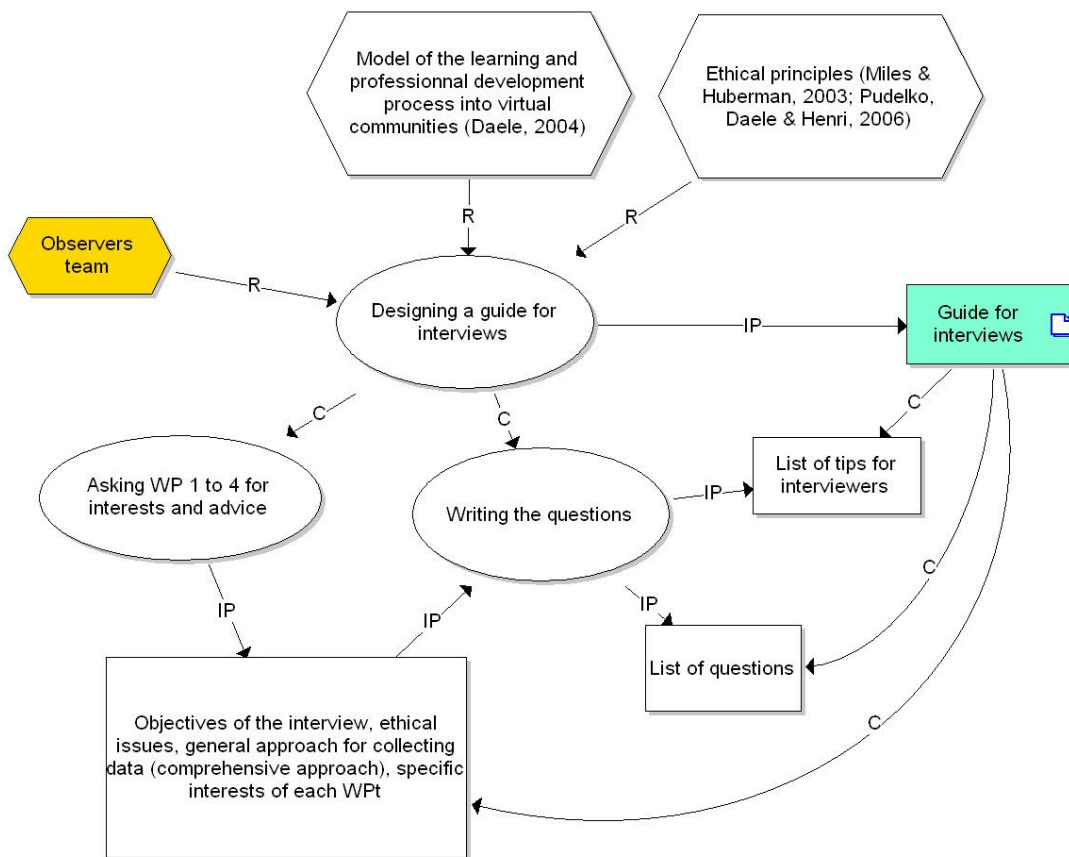 Model of the learning and
professionnal development
process into virtual
communities (Daele, 2004)
Ethical principles (Miles &
Huberman, 2003; Pudelko,
Daele & Henri, 2006)
R
R
Observers
team
R
Designing a guide for
interviews
IP
Guide for
interviews
C
C
C
Asking WP 1 to 4 for
interests and advice
Writing the questions
IP
List of tips for
interviewers
C
IP
IP
IP
List of questions
Objectives of the interview, ethical
issues, general approach for collecting
data (comprehensive approach), specific
interests of each WPt
C